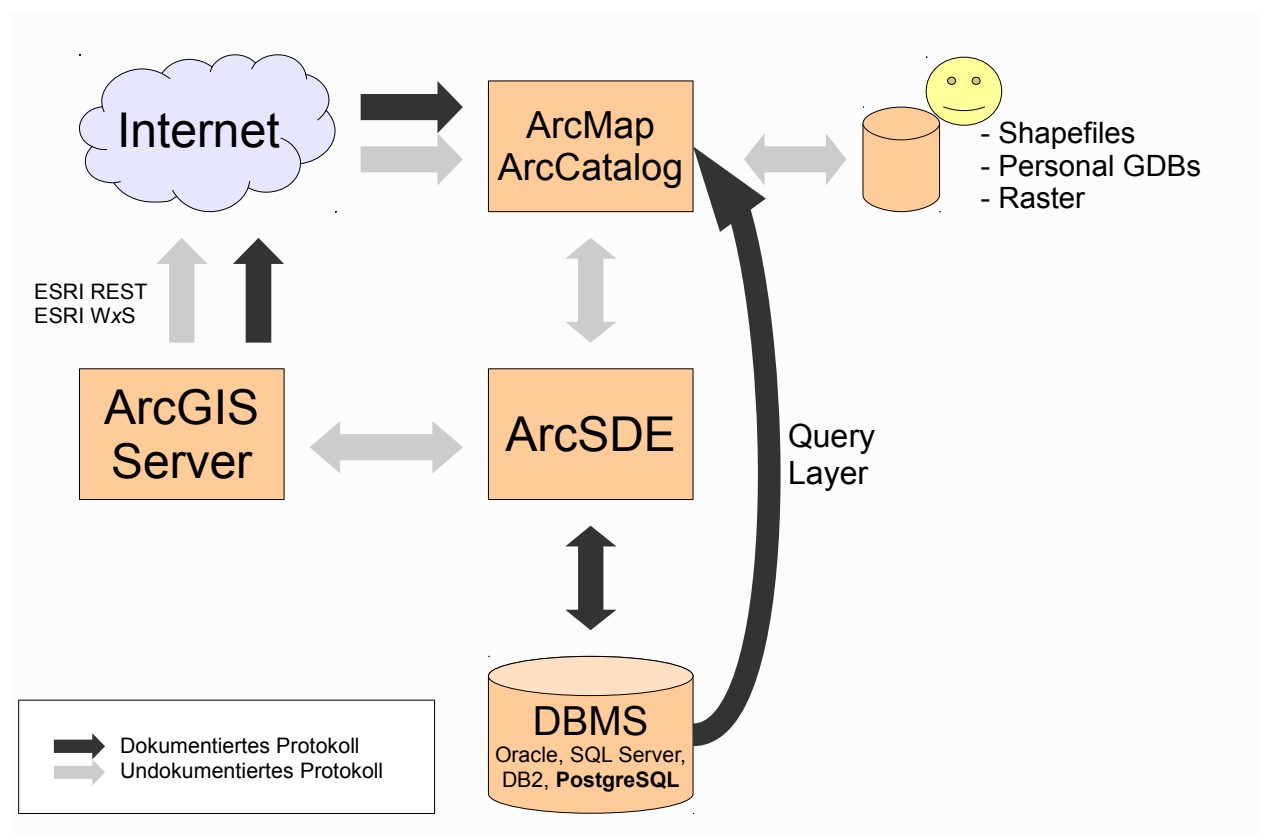 Internet
ArcMap
ArcCatalog
- Shapefiles
- Personal GDBs
- Raster
ESRI REST
ESRI WxS
ArcGIS
Server
ArcSDE
Query
Layer
DBMS
Oracle, SQL Server,
DB2, PostgreSQL
Dokumentiertes Protokoll
Undokumentiertes Protokoll